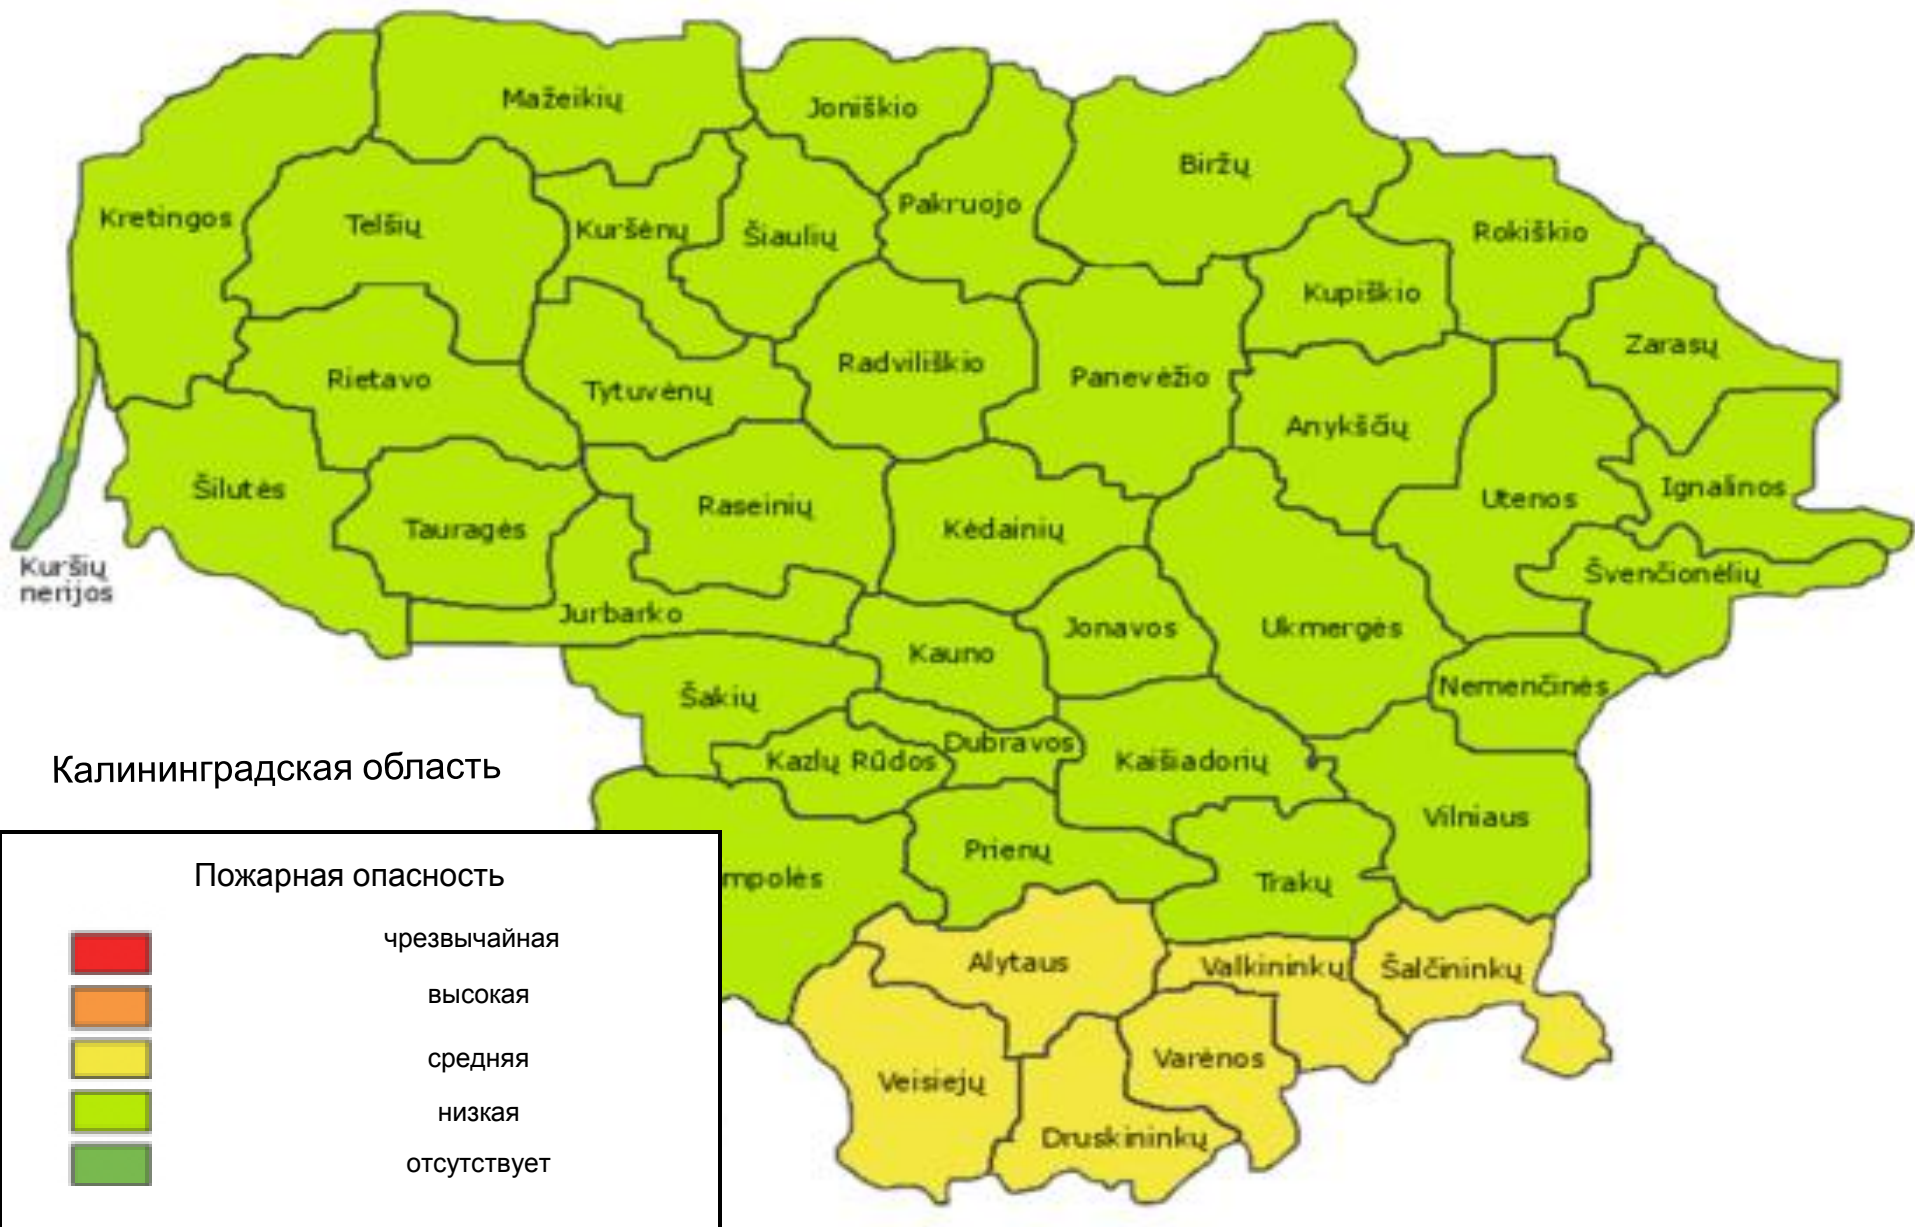 Mažeikių
Joniškio
Biržų
Kretingos
Telšių
Kuršėnų
Šiaulių
Pakruojo
Rokiškio
Kupiškio
Zarasų
Rietavo
Tytuvėnų
Radviliškio
Panevėžio
Anykščių
Šilutės
Tauragės
Raseinių
Kėdainių
Utenos
Ignalinos
Kuršių
nerijos
Švenčionėlių
Jurbarko
Kauno
Jonavos
Ukmergės
Šakių
Nemenčinės
Kazlų Rūdos
Dubravos
Kaišiadorių
Vilniaus
Калининградская область
Prienų
Trakų
mpolės
Alytaus
Valkininkų
Šalčininkų
Veisiejų
Varėnos
Druskininkų
Пожарная опасность
чрезвычайная
высокая
средняя
низкая
отсутствует